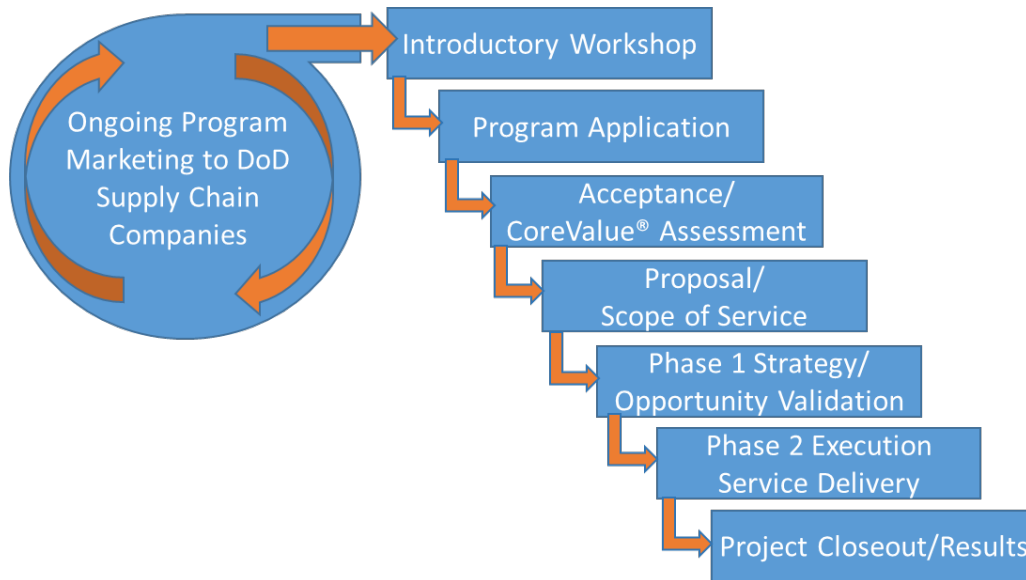 Ongoing Program
Marketing to DoD
Supply Chain
Companies
Introductory Workshop
Program Application
Acceptance/
CoreValue® Assessment
Proposal/
Scope of Service
Phase 1 Strategy/
Opportunity Validation
Phase 2 Execution
Service Delivery
Project Closeout/Results